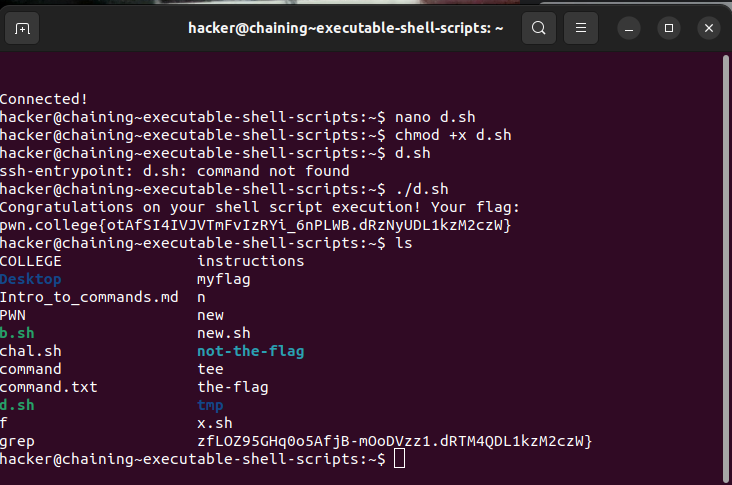 hacker@chaining~executable-shell-scripts: ~
Connected!
hacker@chaining~executable-shell-scripts:~$ nano d.sh
hacker@chaining~executable-shell-scripts:~$ chmod +x d.sh
hacker@chaining~executable-shell-scripts:~$ d.sh
ssh-entrypoint: d.sh: command not found
hacker@chaining~executable-shell-scripts:~$ ./d.sh
Congratulations on your shell script execution! Your flag:
pwn.college{otAfSI4IVJVTmFvIzRYi_6nPLWB.dRzNyUDL1kzM2czW}
hacker@chaining~executable-shell-scripts:~$ ls
COLLEGE instructions
Desktop myflag
Intro_to_commands.md n
PWN new
b.sh new.sh
chal.sh not-the-flag
command tee
command.txt the-flag
d.sh tmp
f x.sh
grep zfLOZ95GHq0o5AfjB-mOoDVzz1.dRTM4QDL1kzM2czW}
hacker@chaining~executable-shell-scripts:~$